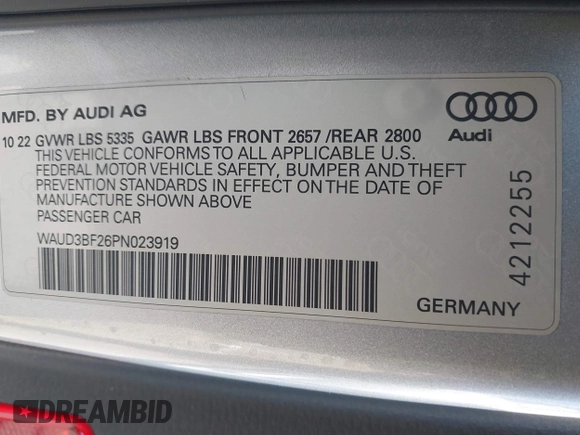 MFD. BY AUDI AG
10 22 GVWR LBS 5335 GAWR LBS FRONT 2657 /REAR 2800
THIS VEHICLE CONFORMS TO ALL APPLICABLE U.S.
FEDERAL MOTOR VEHICLE SAFETY, BUMPER AND THEFT
PREVENTION STANDARDS IN EFFECT ON THE DATE OF
MANUFACTURE SHOWN ABOVE
PASSENGER CAR
WAUD3BF26PN023919
Audi
4212255
GERMANY
DREAMBID